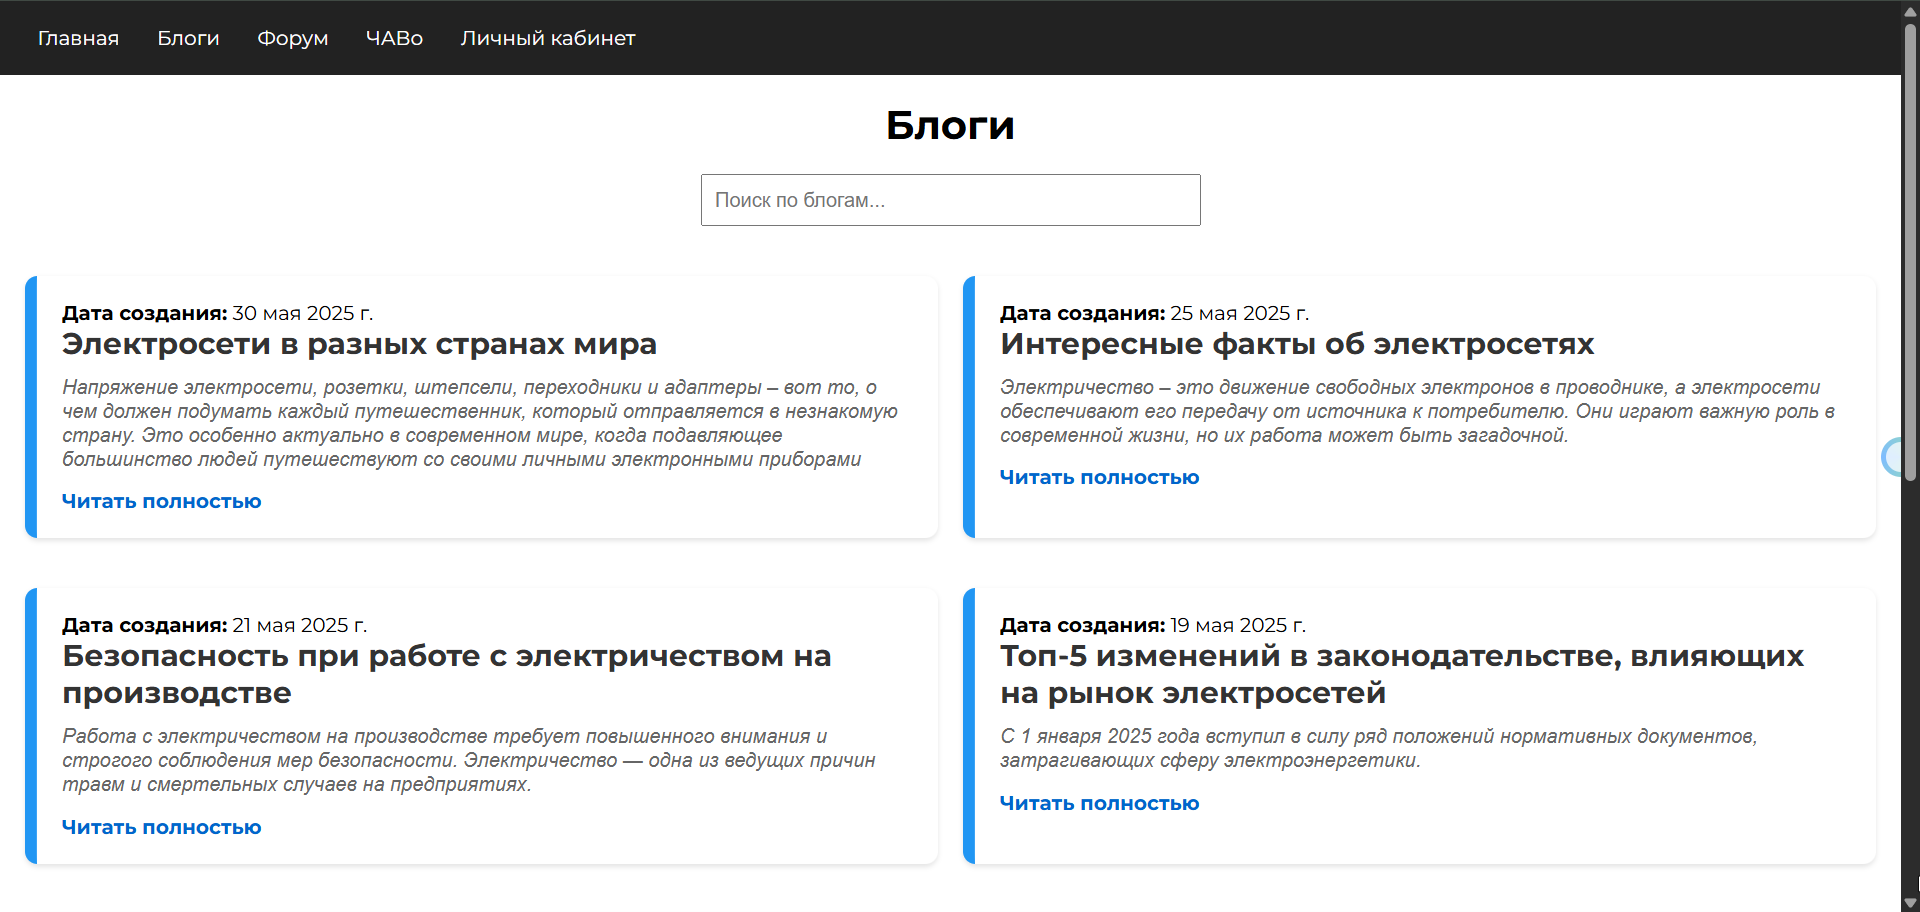 Главная Блоги Форум ЧАВо Личный кабинет
Блоги
Поиск по блогам...
Дата создания: 30 мая 2025 г.
Электросети в разных странах мира
Напряжение электросети, розетки, штепсели, переходники и адаптеры – вот то, о
чем должен подумать каждый путешественник, который отправляется в незнакомую
страну. Это особенно актуально в современном мире, когда подавляющее
большинство людей путешествуют со своими личными электронными приборами
Читать полностью
Дата создания: 25 мая 2025 г.
Интересные факты об электросетях
Электричество – это движение свободных электронов в проводнике, а электросети
обеспечивают его передачу от источника к потребителю. Они играют важную роль в
современной жизни, но их работа может быть загадочной.
Читать полностью
Дата создания: 21 мая 2025 г.
Безопасность при работе с электричеством на
производстве
Работа с электричеством на производстве требует повышенного внимания и
строгого соблюдения мер безопасности. Электричество — одна из ведущих причин
травм и смертельных случаев на предприятиях.
Читать полностью
Дата создания: 19 мая 2025 г.
Топ-5 изменений в законодательстве, влияющих
на рынок электросетей
С 1 января 2025 года вступил в силу ряд положений нормативных документов,
затрагивающих сферу электроэнергетики.
Читать полностью